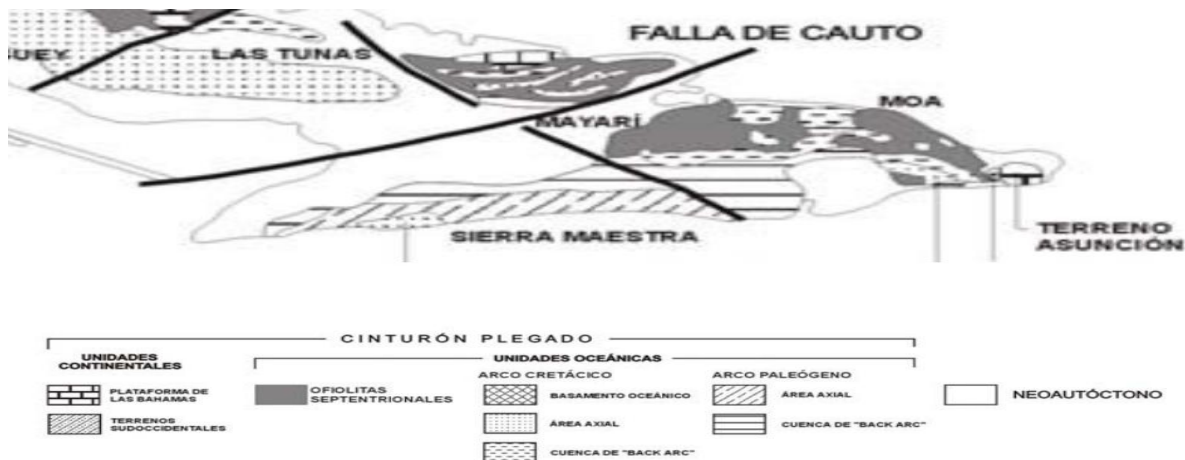 FALLA DE CAUTO
UEY
LAS TUNAS
MOA
MAYARÍ
SIERRA MAESTRA
TERRENO
ASUNCIÓN
CINTURÓN PLEGADO
UNIDADES
CONTINENTALES
UNIDADES OCEÁNICAS
ARCO CRETÁCICO
ARCO PALEÓGENO
PLATAFORMA DE
LAS BAHAMAS
OFIOLITAS
SEPTENTRIONALES
BASAMENTO OCEÁNICO
ÁREA AXIAL
NEOAUTÓCTONO
TERRENOS
SUDOCCIDENTALES
ÁREA AXIAL
CUENCA DE "BACK ARC"
CUENCA DE "BACK ARC"